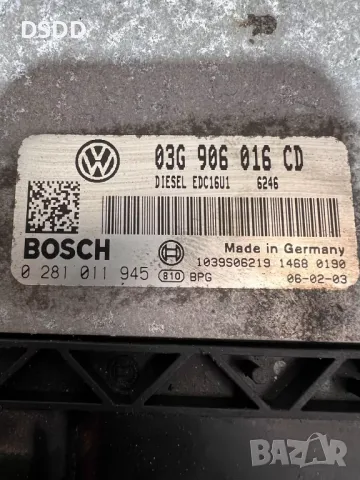 DSDD
03G 906 016 CD
DIESEL EDC16U1 6246
BOSCH
Made in Germany
0 281 011 945 810 BPG
1039S06219 1468 0190
06-02-03
BAZAR